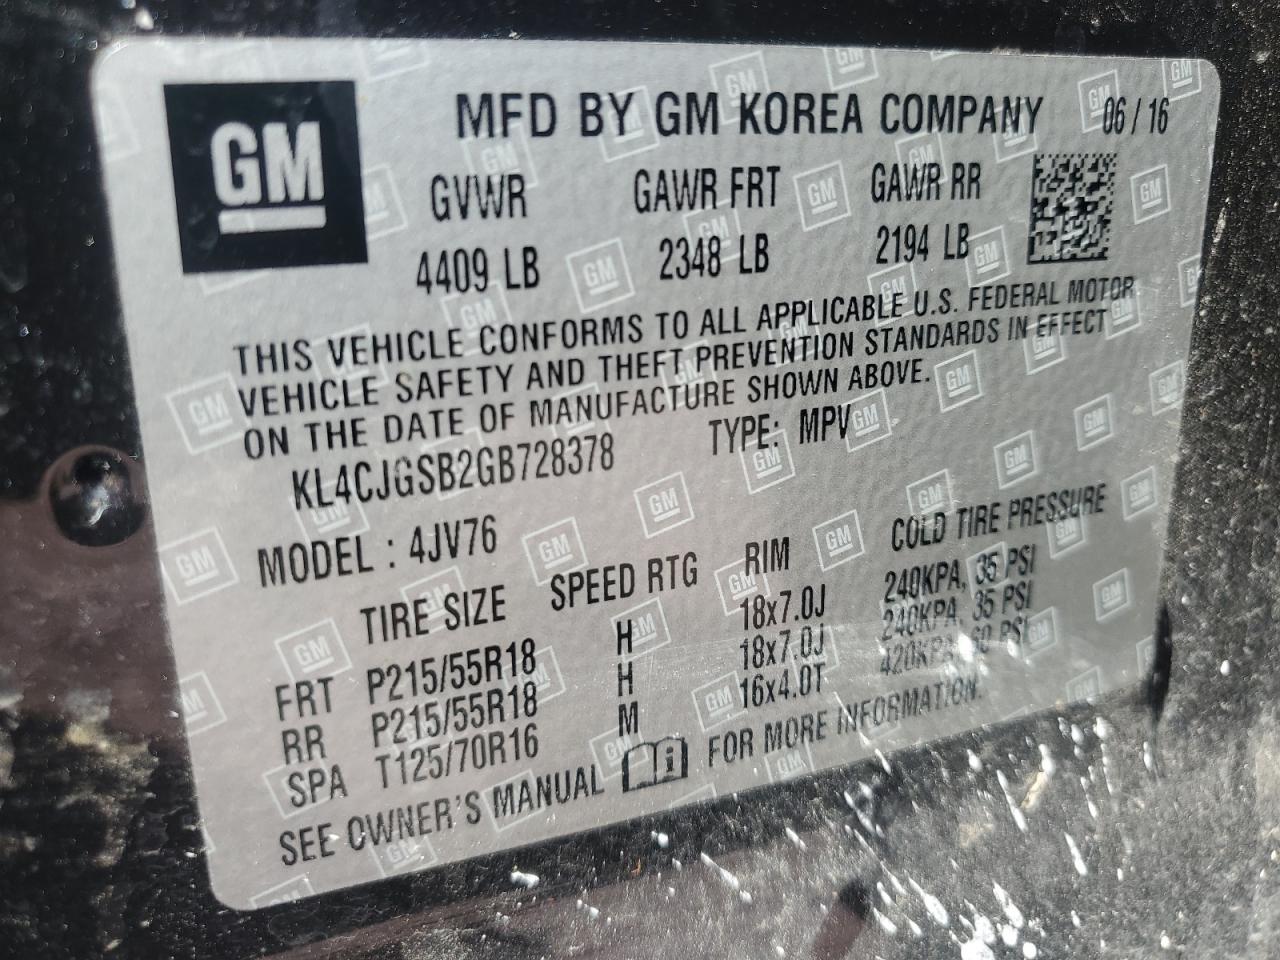 GM
MFD BY GM KOREA COMPANY 06 / 16
GVWR GAWR FRT GAWR RR
4409 LB 2348 LB 2194 LB
THIS VEHICLE CONFORMS TO ALL APPLICABLE U.S. FEDERAL MOTOR
VEHICLE SAFETY AND THEFT PREVENTION STANDARDS IN EFFECT
ON THE DATE OF MANUFACTURE SHOWN ABOVE.
KL4CJGSB2GB728378 TYPE: MPV
MODEL : 4JV76
TIRE SIZE SPEED RTG RIM COLD TIRE PRESSURE
FRT P215/55R18 H 18x7.0J 240KPA, 35 PSI
RR P215/55R18 H 18x7.0J 240KPA, 35 PSI
SPA T125/70R16 M 16x4.0T 420KPA, 60 PSI
SEE OWNER'S MANUAL FOR MORE INFORMATION.